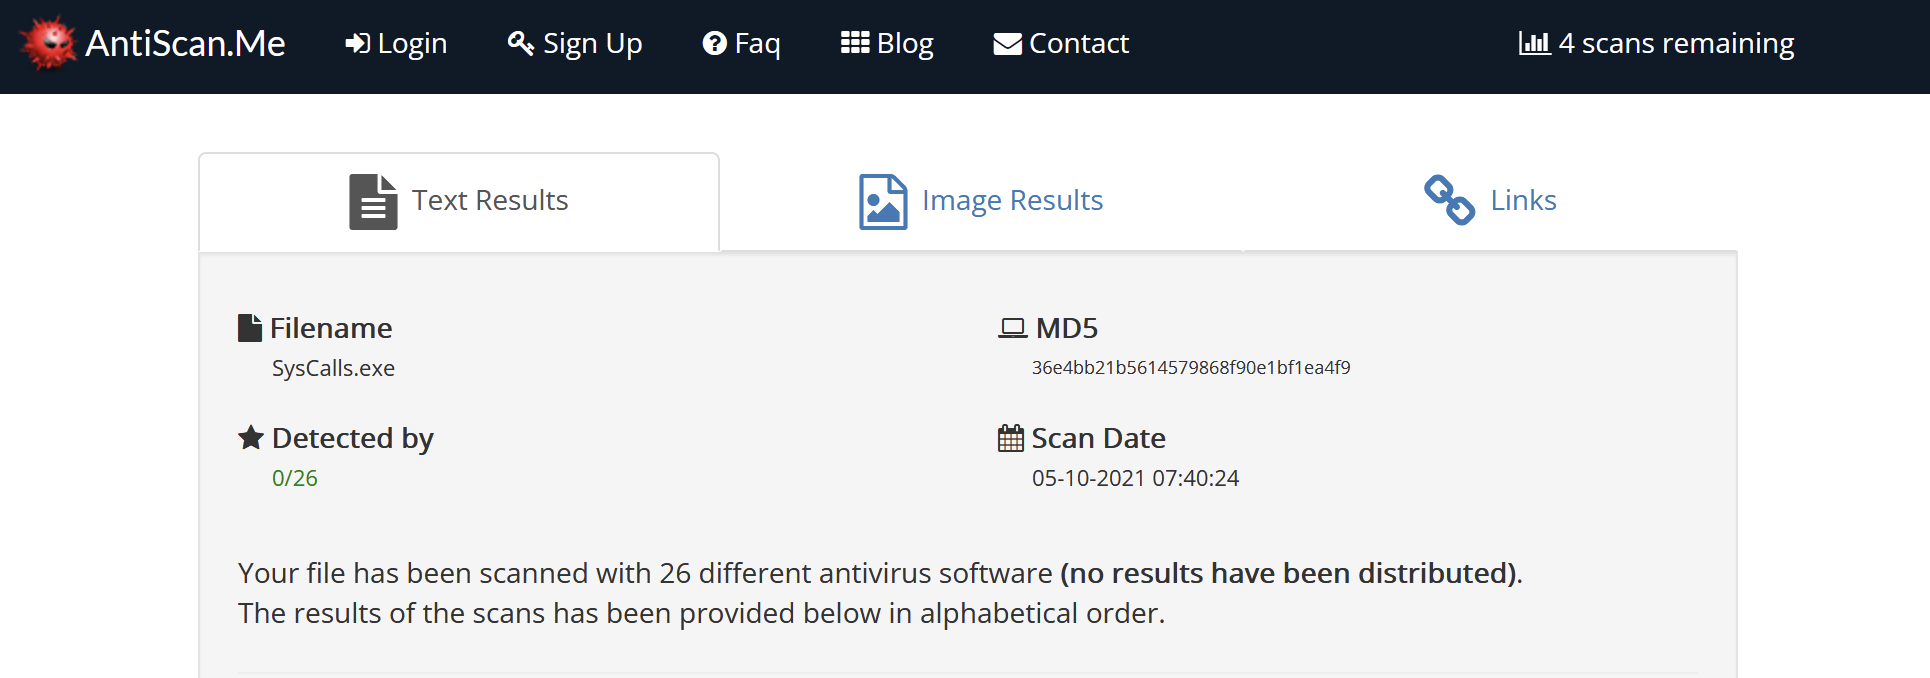 AntiScan.Me Login Sign Up Faq Blog Contact 4 scans remaining
Text Results Image Results Links
Filename MD5
SysCalls.exe 36e4bb21b5614579868f90e1bf1ea4f9
Detected by Scan Date
0/26 05-10-2021 07:40:24
Your file has been scanned with 26 different antivirus software (no results have been distributed).
The results of the scans has been provided below in alphabetical order.